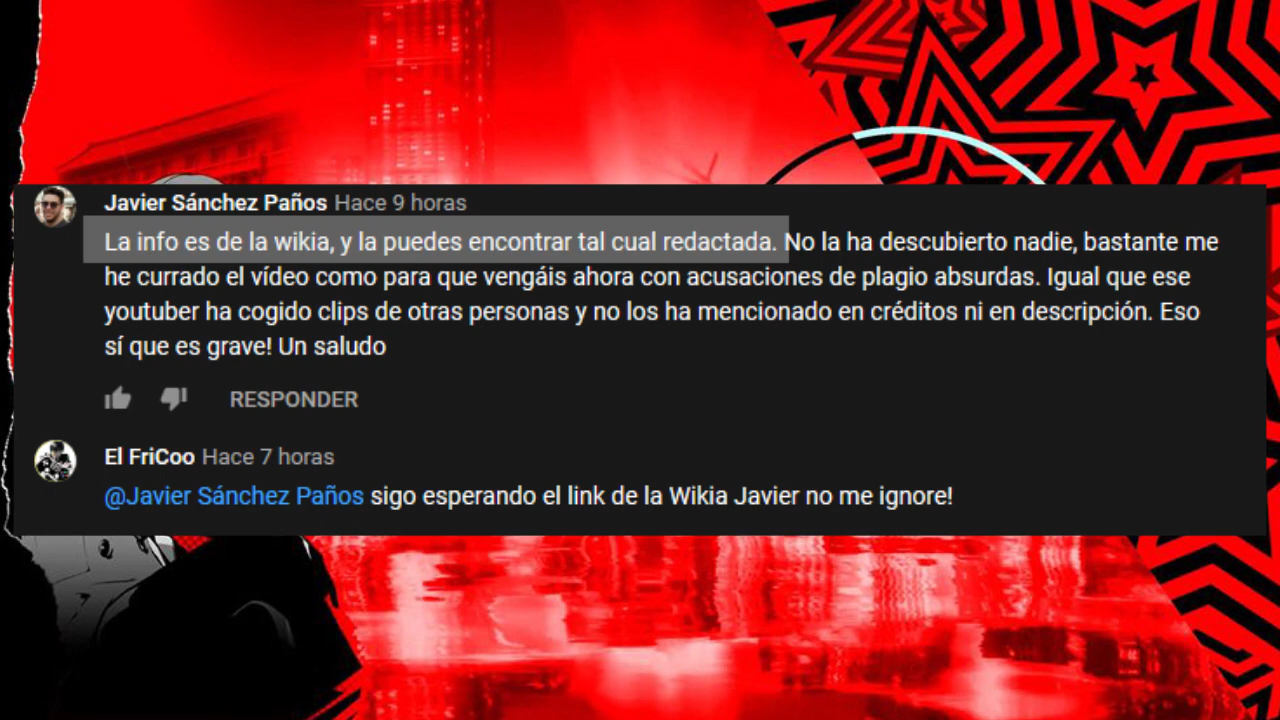 Javier Sánchez Paños Hace 9 horas
La info es de la wikia, y la puedes encontrar tal cual redactada. No la ha descubierto nadie, bastante me
he currado el vídeo como para que vengáis ahora con acusaciones de plagio absurdas. Igual que ese
youtuber ha cogido clips de otras personas y no los ha mencionado en créditos ni en descripción. Eso
sí que es grave! Un saludo
RESPONDER
El FriCoo Hace 7 horas
@Javier Sánchez Paños sigo esperando el link de la Wikia Javier no me ignore!